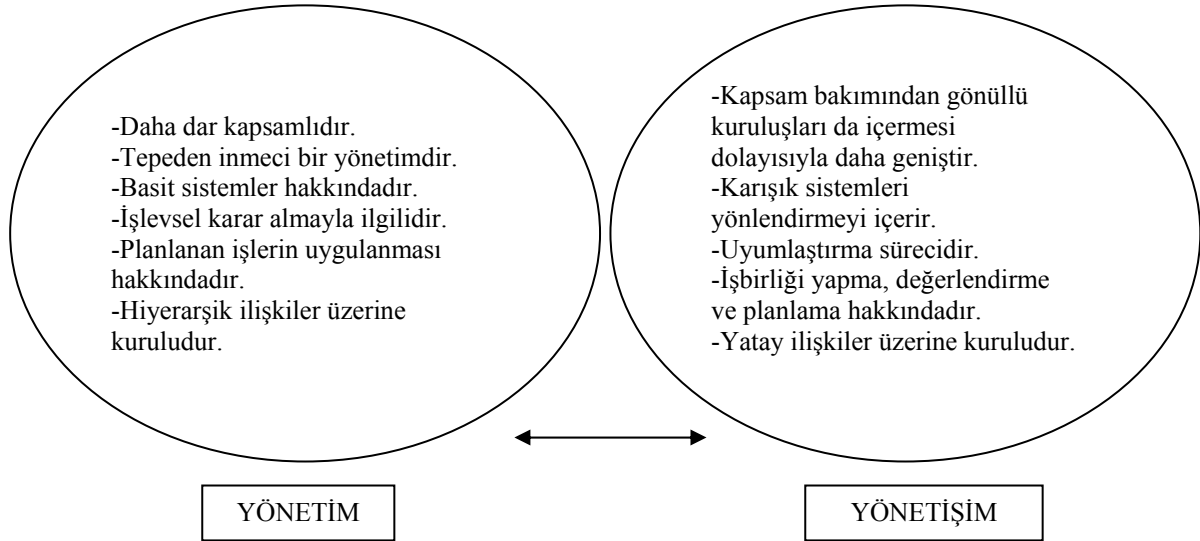 -Daha dar kapsamlıdır.
-Tepeden inmeci bir yönetimdir.
-Basit sistemler hakkındadır.
-İşlevsel karar almayla ilgilidir.
-Planlanan işlerin uygulanması
hakkındadır.
-Hiyerarşik ilişkiler üzerine
kuruludur.
-Kapsam bakımından gönüllü
kuruluşları da içermesi
dolayısıyla daha geniştir.
-Karışık sistemleri
yönlendirmeyi içerir.
-Uyumlaştırma sürecidir.
-İşbirliği yapma, değerlendirme
ve planlama hakkındadır.
-Yatay ilişkiler üzerine kuruludur.
YÖNETİM
YÖNETİŞİM